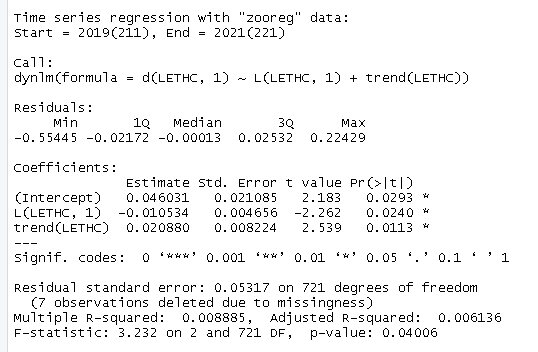 Time series regression with "zooreg" data:
Start = 2019(211), End = 2021(221)
Call:
dynlm(formula = d(LETHC, 1) ~ L(LETHC, 1) + trend(LETHC))
Residuals:
Min 1Q Median 3Q Max
-0.55445 -0.02172 -0.00013 0.02532 0.22429
Coefficients:
Estimate Std. Error t value Pr(>|t|)
(Intercept) 0.046031 0.021085 2.183 0.0293 *
L(LETHC, 1) -0.010534 0.004656 -2.262 0.0240 *
trend(LETHC) 0.020880 0.008224 2.539 0.0113 *
---
Signif. codes: 0 ‘***’ 0.001 ‘**’ 0.01 ‘*’ 0.05 ‘.’ 0.1 ‘ ’ 1
Residual standard error: 0.05317 on 721 degrees of freedom
(7 observations deleted due to missingness)
Multiple R-squared: 0.008885, Adjusted R-squared: 0.006136
F-statistic: 3.232 on 2 and 721 DF, p-value: 0.04006